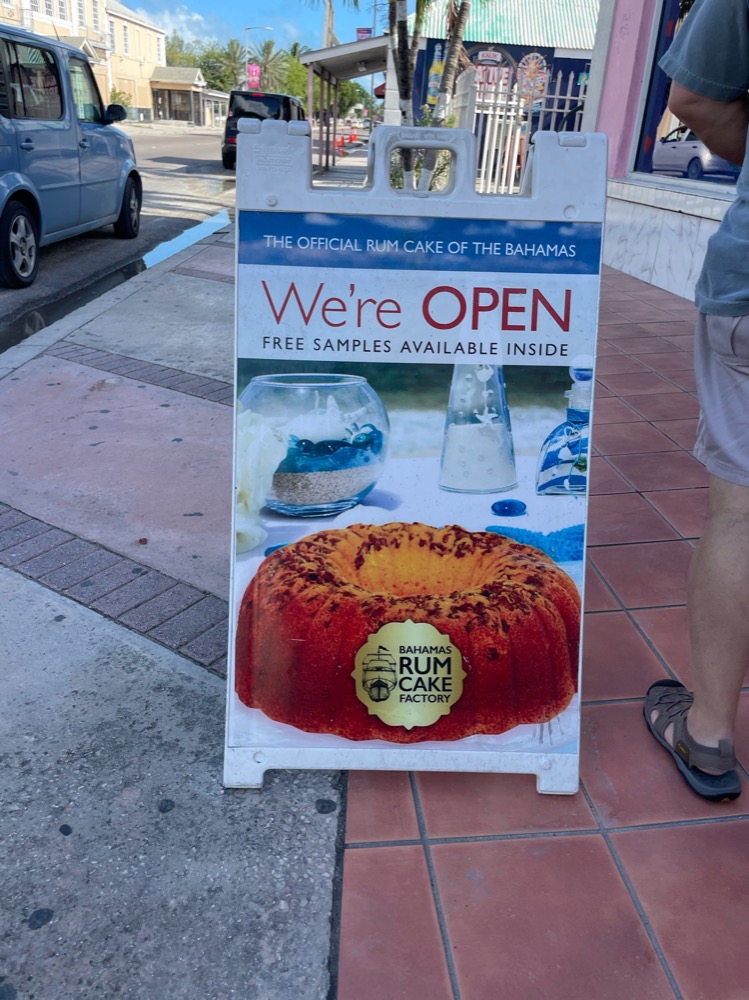 THE OFFICIAL RUM CAKE OF THE BAHAMAS
We're OPEN
FREE SAMPLES AVAILABLE INSIDE
BAHAMAS
RUM
CAKE
FACTORY